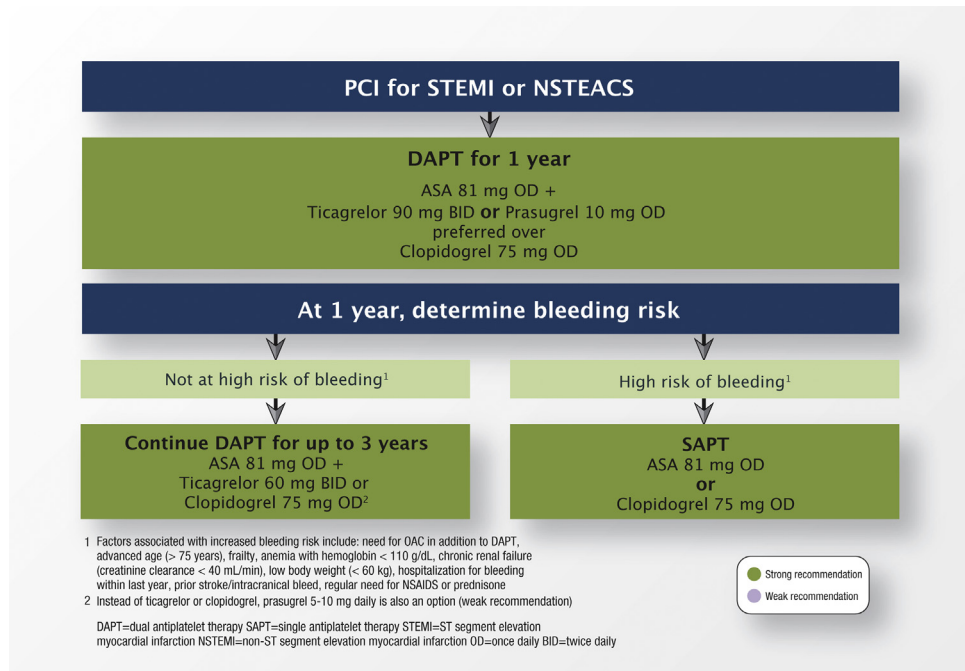 PCI for STEMI or NSTEACS
DAPT for 1 year
ASA 81 mg OD +
Ticagrelor 90 mg BID or Prasugrel 10 mg OD
preferred over
Clopidogrel 75 mg OD
At 1 year, determine bleeding risk
Not at high risk of bleeding¹
High risk of bleeding¹
Continue DAPT for up to 3 years
ASA 81 mg OD +
Ticagrelor 60 mg BID or
Clopidogrel 75 mg OD²
SAPT
ASA 81 mg OD
or
Clopidogrel 75 mg OD
1 Factors associated with increased bleeding risk include: need for OAC in addition to DAPT,
advanced age (> 75 years), frailty, anemia with hemoglobin < 110 g/dL, chronic renal failure
(creatinine clearance < 40 mL/min), low body weight (< 60 kg), hospitalization for bleeding
within last year, prior stroke/intracranical bleed, regular need for NSAIDS or prednisone
2 Instead of ticagrelor or clopidogrel, prasugrel 5-10 mg daily is also an option (weak recommendation)
DAPT=dual antiplatelet therapy SAPT=single antiplatelet therapy STEMI=ST segment elevation
myocardial infarction NSTEMI=non-ST segment elevation myocardial infarction OD=once daily BID=twice daily
Strong recommendation
Weak recommendation